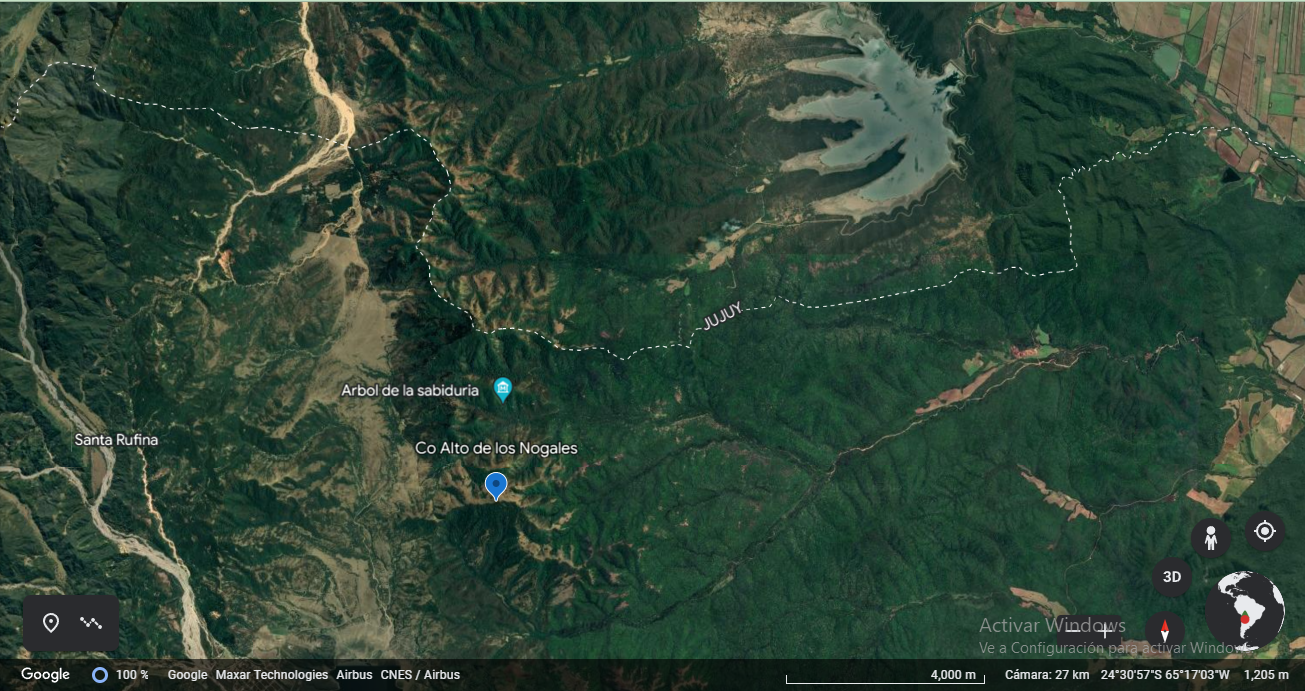 JUJUY
Arbol de la sabiduria
Santa Rufina
Co Alto de los Nogales
3D
Activar Windows
Ve a Configuración para activar Windo
Google 100 % Google Maxar Technologies Airbus CNES / Airbus 4,000 m Cámara: 27 km 24°30'57"S 65°17'03"W 1,205 m